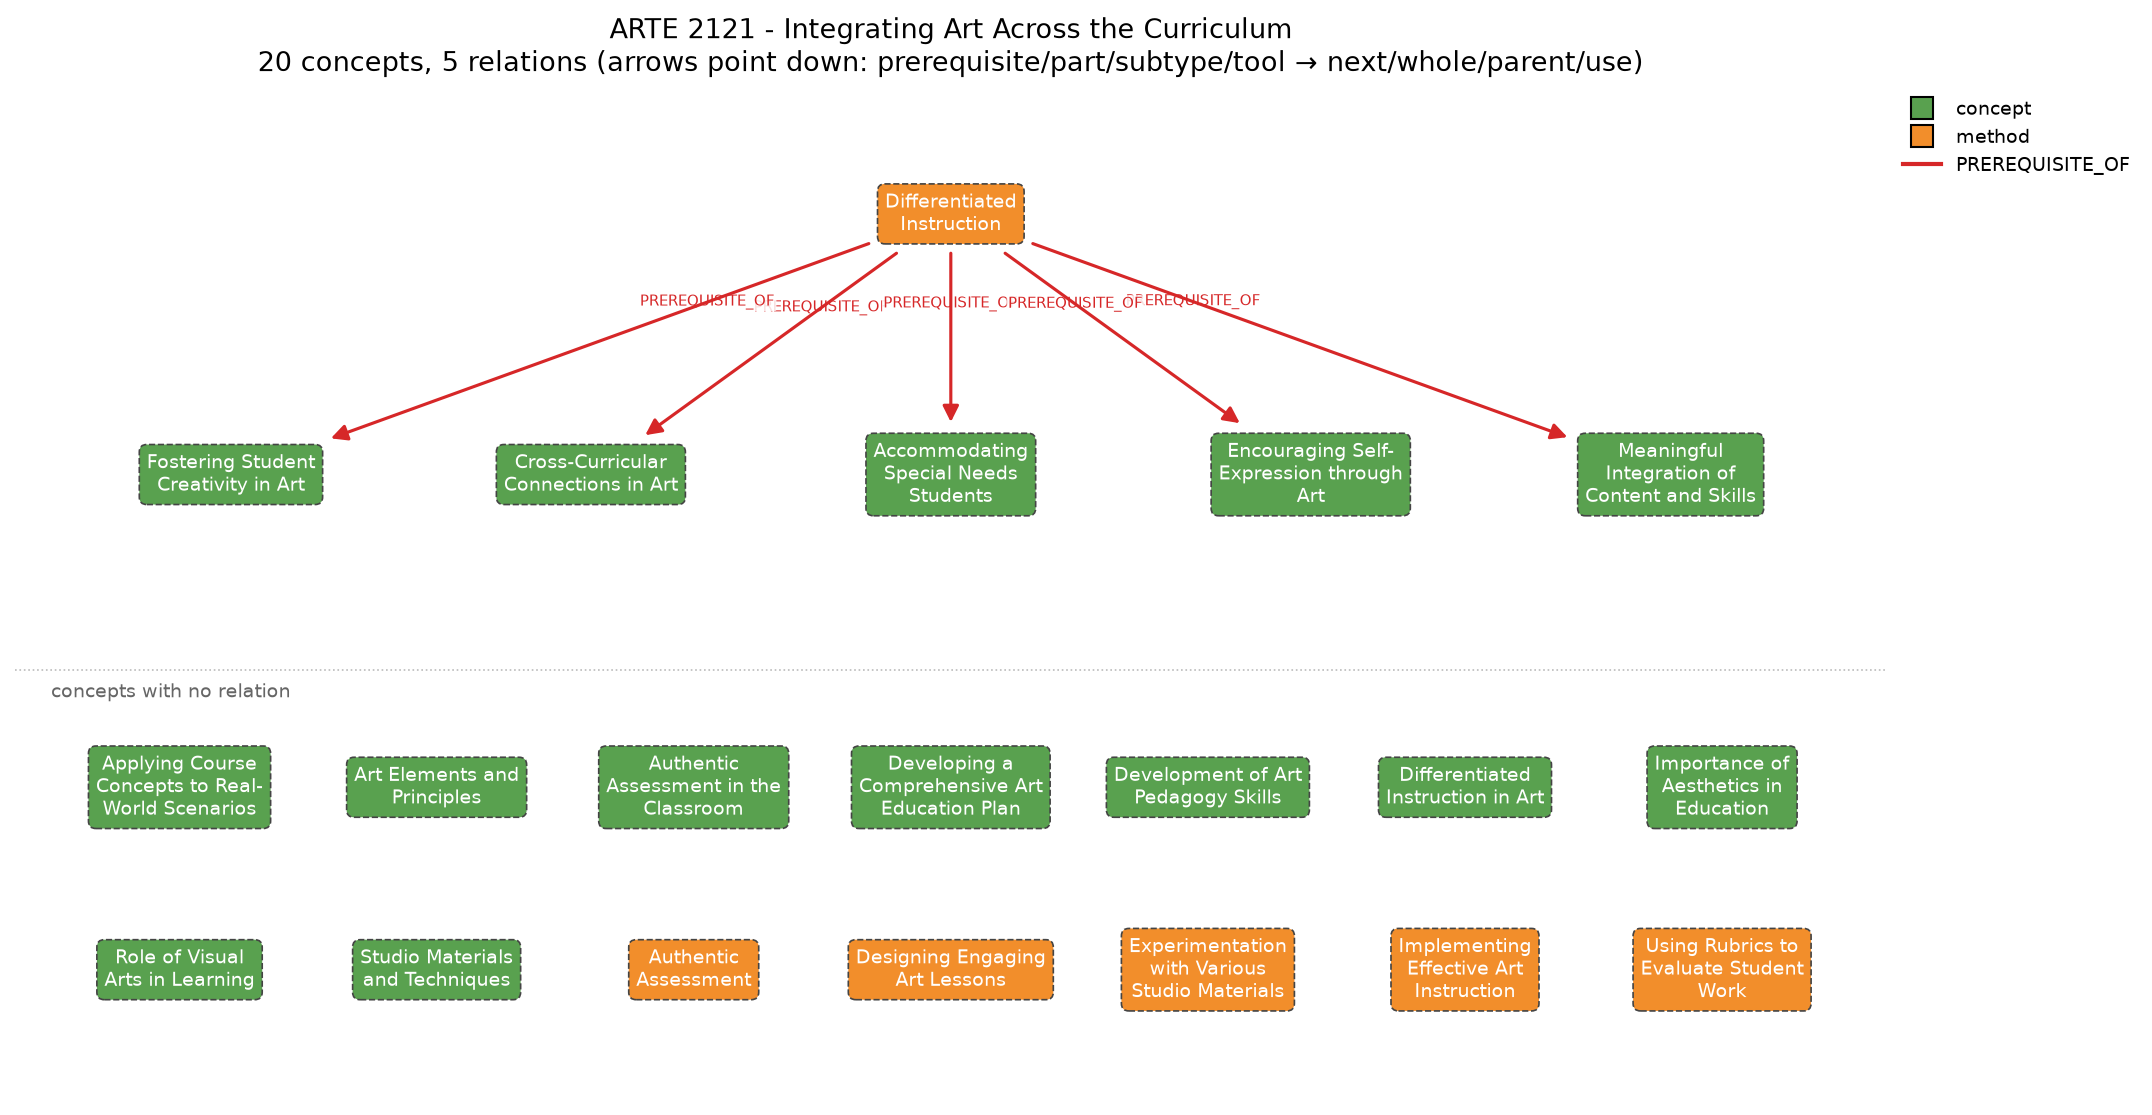 ARTE 2121 - Integrating Art Across the Curriculum
20 concepts, 5 relations (arrows point down: prerequisite/part/subtype/tool → next/whole/parent/use)
concept
method
PREREQUISITE_OF
Differentiated
Instruction
PREREQUISITE_OF
PREREQUISITE_OF
PREREQUISITE_OF
Fostering Student
Creativity in Art
Cross-Curricular
Connections in Art
Accommodating
Special Needs
Students
Encouraging Self-
Expression through
Art
Meaningful
Integration of
Content and Skills
concepts with no relation
Applying Course
Concepts to Real-
World Scenarios
Art Elements and
Principles
Authentic
Assessment in the
Classroom
Developing a
Comprehensive Art
Education Plan
Development of Art
Pedagogy Skills
Differentiated
Instruction in Art
Importance of
Aesthetics in
Education
Role of Visual
Arts in Learning
Studio Materials
and Techniques
Authentic
Assessment
Designing Engaging
Art Lessons
Experimentation
with Various
Studio Materials
Implementing
Effective Art
Instruction
Using Rubrics to
Evaluate Student
Work